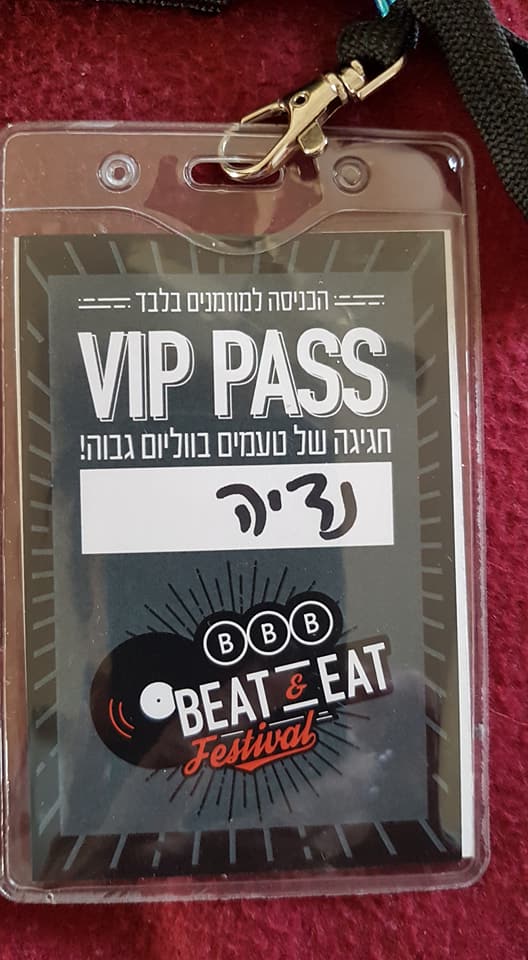 הכניסה למוזמנים בלבד
VIP PASS
חגיגה של טעמים בווליום גבוה!
נדיה
BBB
BEAT & EAT
Festival